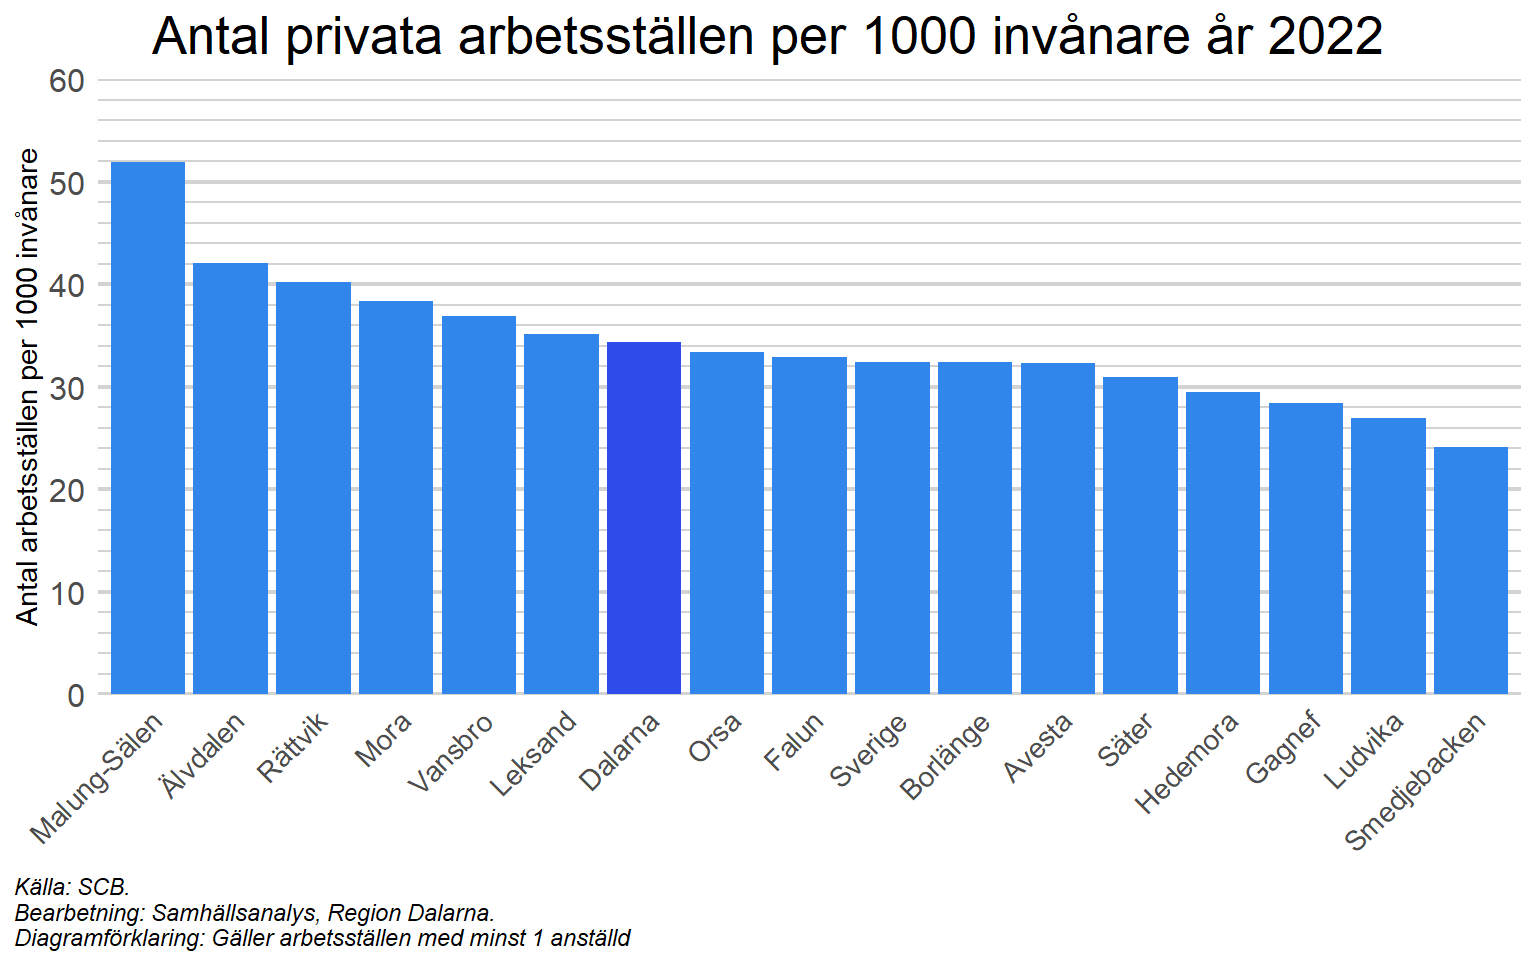 Antal privata arbetsställen per 1000 invånare år 2022
Antal arbetsställen per 1000 invånare
60
50
40
30
20
10
0
Malung-Sälen
Älvdalen
Rättvik
Mora
Vansbro
Leksand
Dalarna
Orsa
Falun
Sverige
Borlänge
Avesta
Säter
Hedemora
Gagnef
Ludvika
Smedjebacken
Källa: SCB.
Bearbetning: Samhällsanalys, Region Dalarna.
Diagramförklaring: Gäller arbetsställen med minst 1 anställd